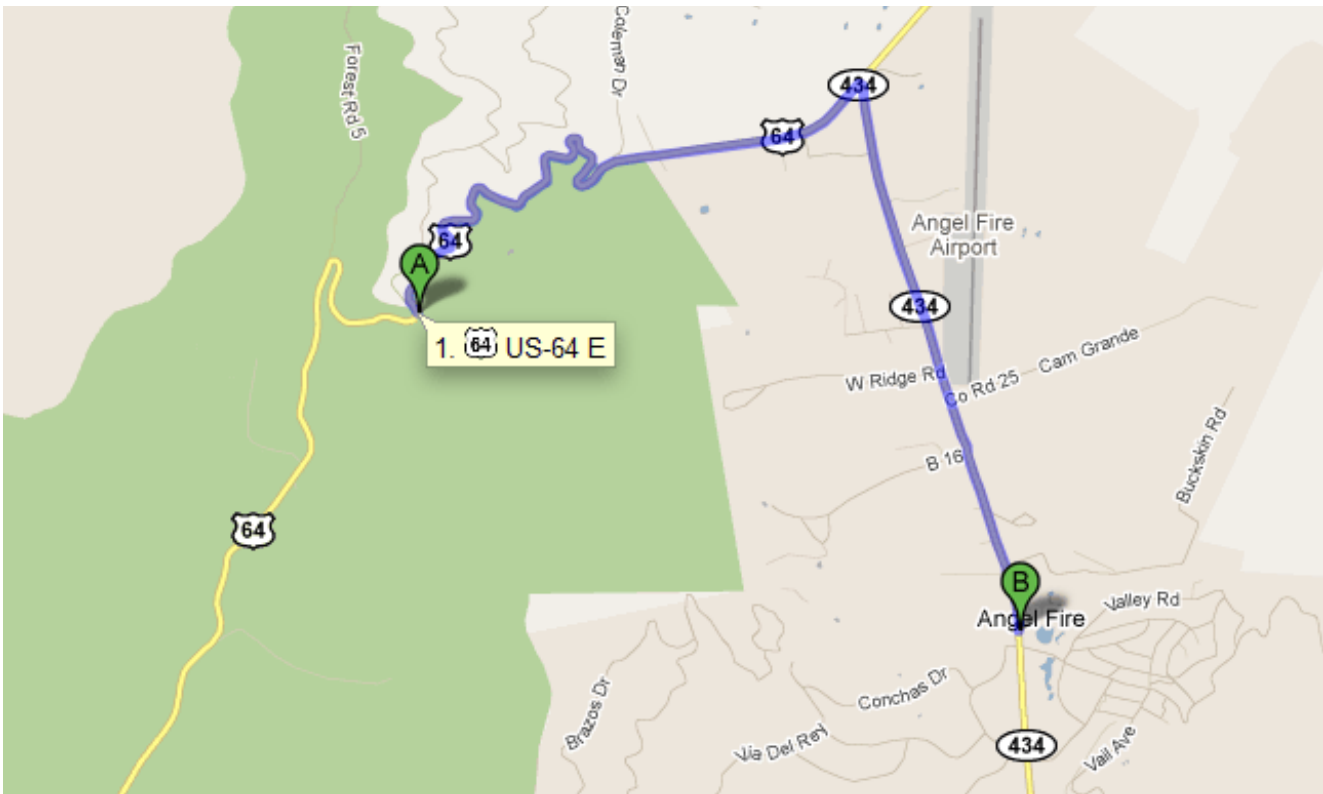 Coleman Dr
Forest Rd 5
434
64
64
A
Angel Fire
Airport
434
1. 64 US-64 E
W Ridge Rd
Co Rd 25
Cam Grande
B 16
Buckskin Rd
64
B
Angel Fire
Valley Rd
Conchas Dr
Brazos Dr
Via Del Rey
434
Vail Ave